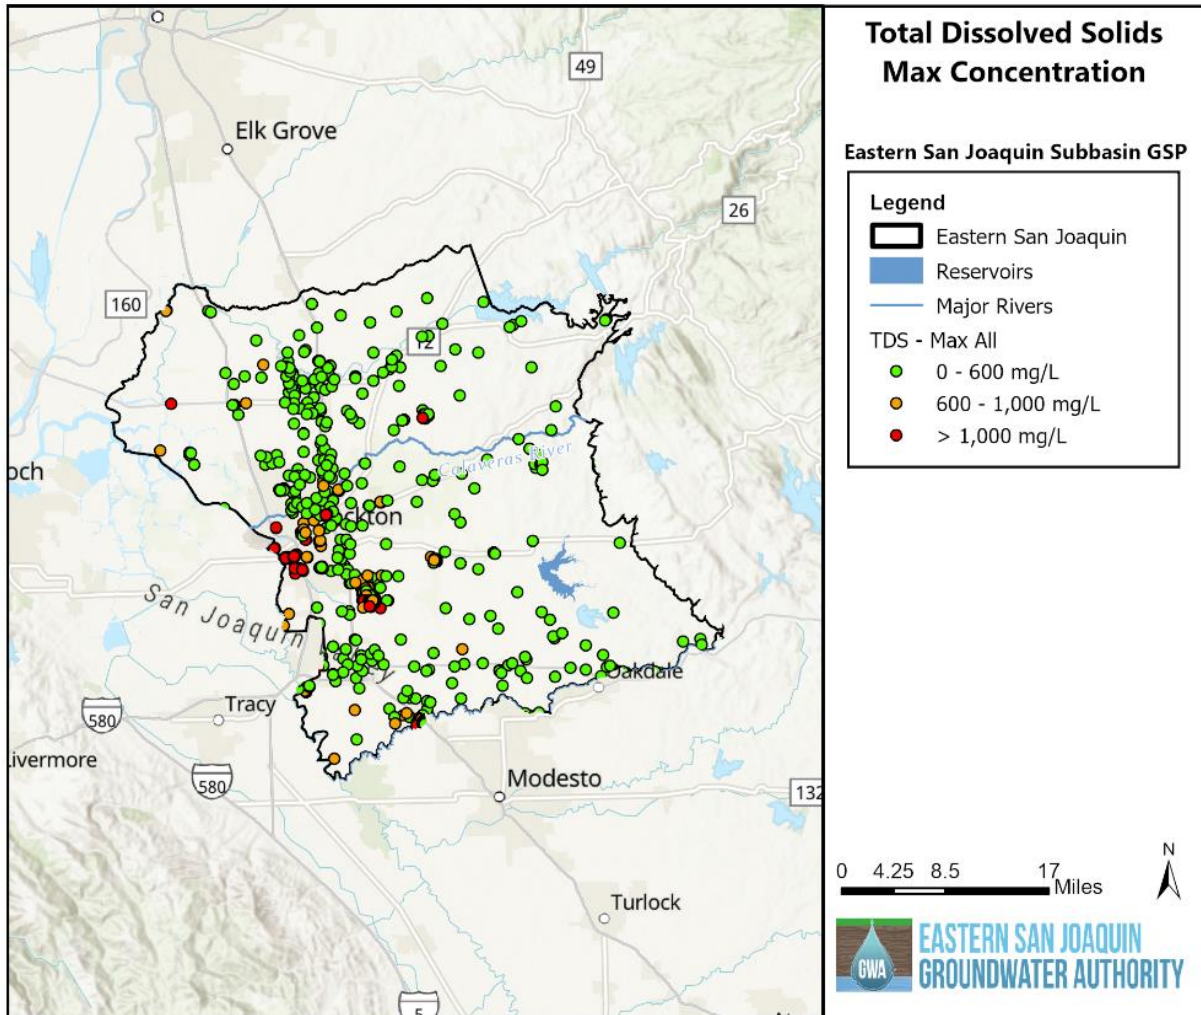 Total Dissolved Solids
Max Concentration
Eastern San Joaquin Subbasin GSP
Legend
Eastern San Joaquin
Reservoirs
Major Rivers
TDS - Max All
0 - 600 mg/L
600 - 1,000 mg/L
> 1,000 mg/L
49
Elk Grove
26
160
12
Calaveras River
och
ckton
San Joaquin
Oakdale
Tracy
580
Livermore
580
Modesto
132
Turlock
5
N
0 4.25 8.5 17
Miles
GWA
EASTERN SAN JOAQUIN
GROUNDWATER AUTHORITY